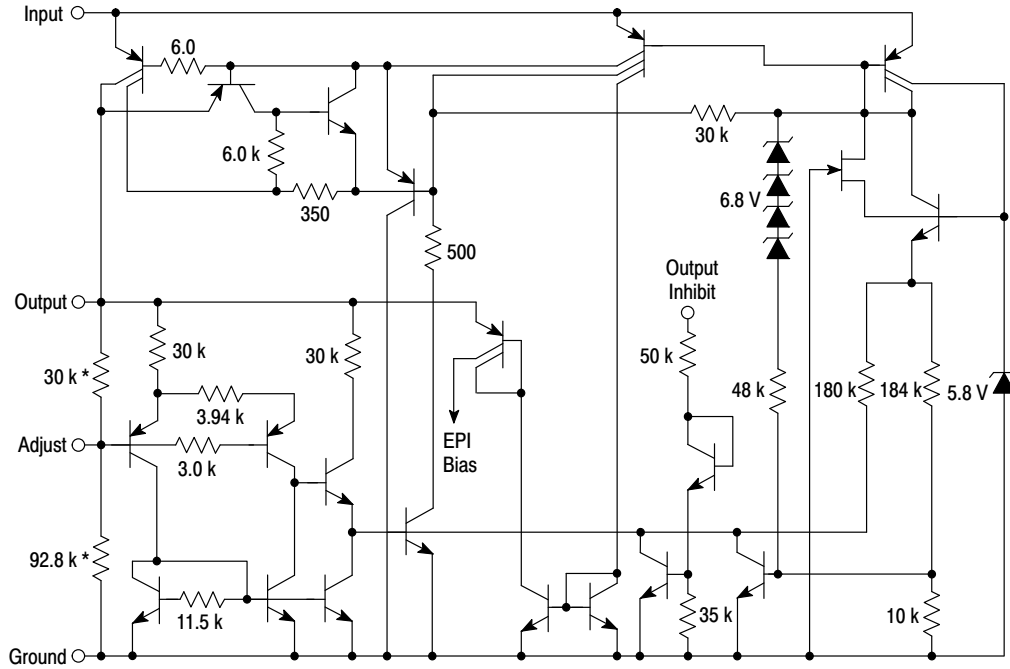 Input
6.0
30 k
6.0 k
6.8 V
350
500
Output
Inhibit
Output
30 k
30 k
50 k
30 k *
48 k
180 k
184 k
5.8 V
3.94 k
EPI
Bias
Adjust
3.0 k
92.8 k *
11.5 k
35 k
10 k
Ground